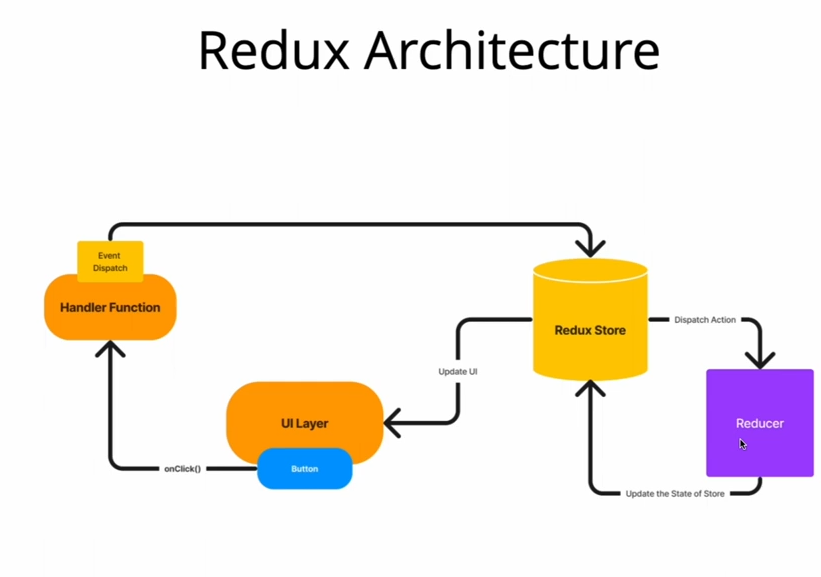 Redux Architecture
Event
Dispatch
Handler Function
Redux Store
Dispatch Action
Update UI
UI Layer
Reducer
onClick()
Button
Update the State of Store